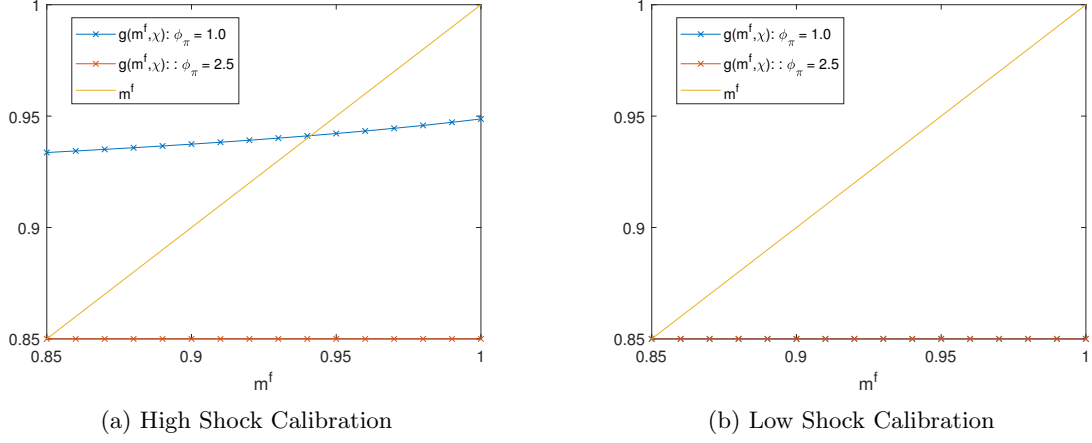 1
0.95
0.9
0.85
g(m^f,χ): ϕ_π = 1.0
g(m^f,χ): : ϕ_π = 2.5
m^f
0.85 0.9 0.95 1
m^f
(a) High Shock Calibration
1
0.95
0.9
0.85
g(m^f,χ): ϕ_π = 1.0
g(m^f,χ): : ϕ_π = 2.5
m^f
0.85 0.9 0.95 1
m^f
(b) Low Shock Calibration